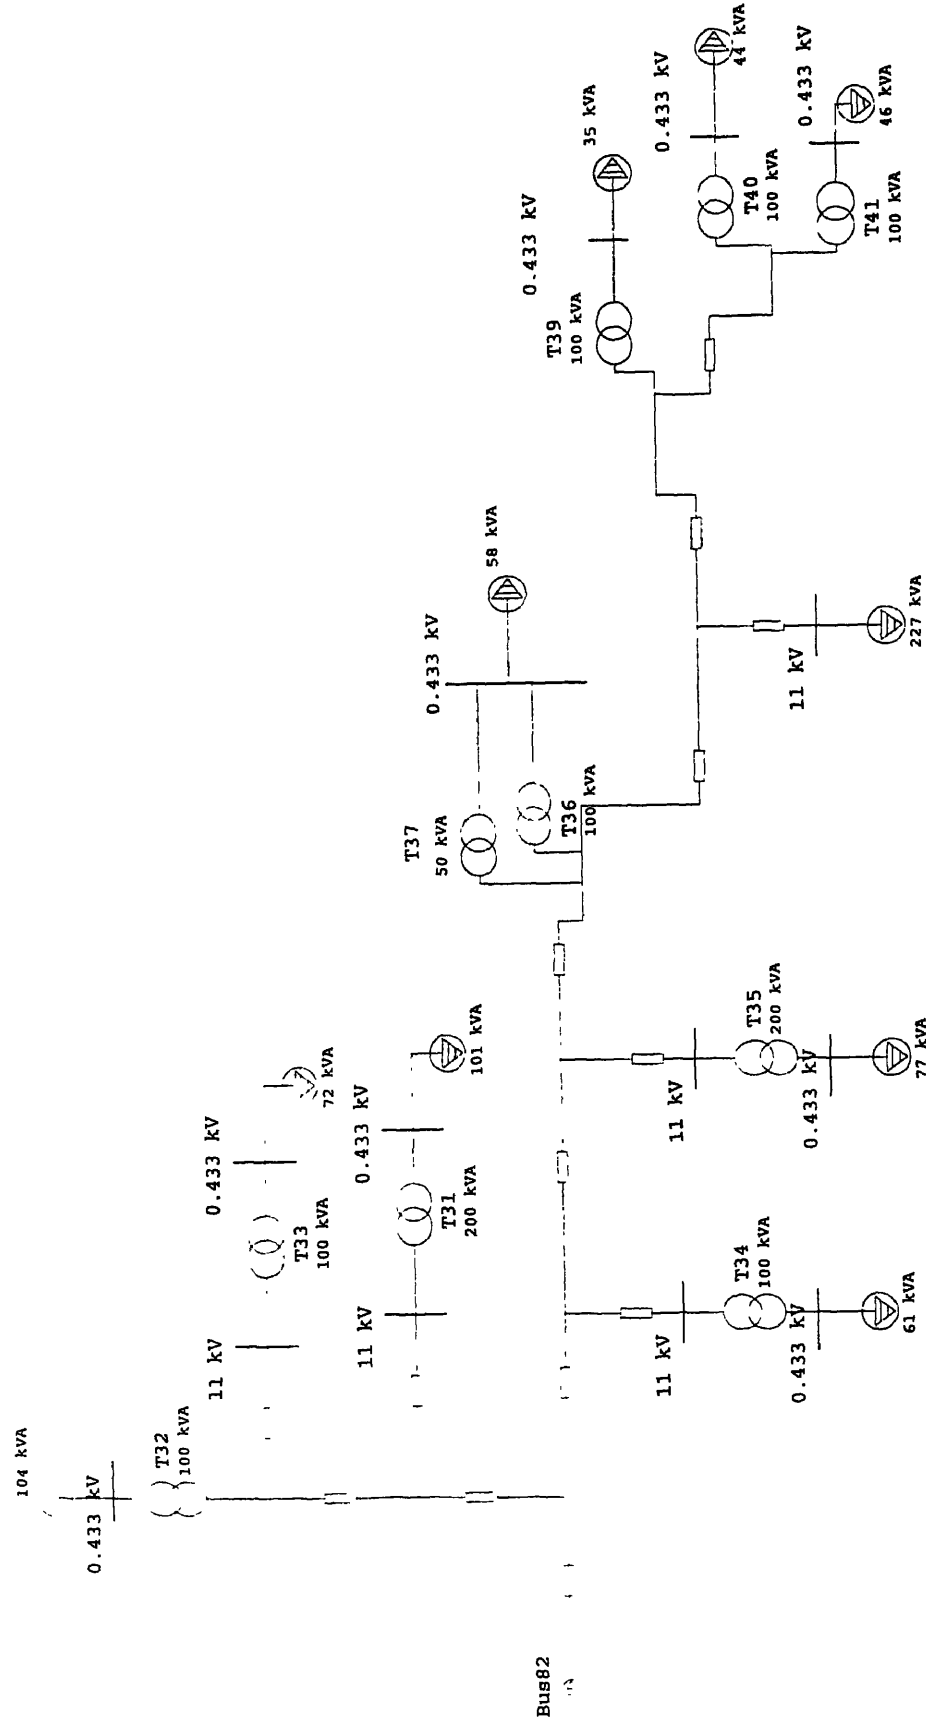 104 kVA
0.433 kV
T32
100 kVA
11 kV
T33
100 kVA
0.433 kV
72 kVA
11 kV
T31
200 kVA
0.433 kV
101 kVA
Bus82
11 kV
T34
100 kVA
0.433 kV
61 kVA
11 kV
T35
200 kVA
0.433 kV
77 kVA
T37
50 kVA
T36
100 kVA
0.433 kV
58 kVA
11 kV
227 kVA
T39
100 kVA
0.433 kV
35 kVA
T40
100 kVA
0.433 kV
44 kVA
T41
100 kVA
0.433 kV
46 kVA